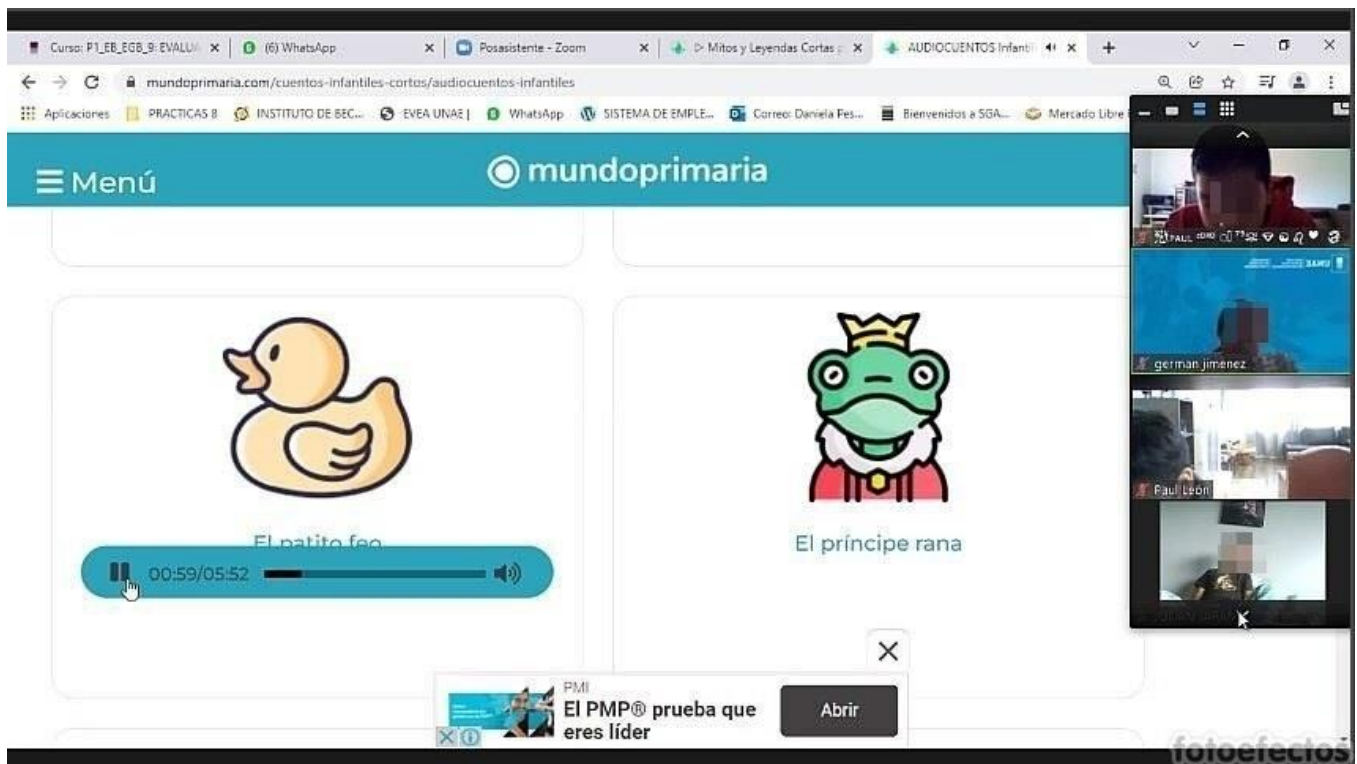 Curso: P1_EB_EGB_9: EVALUA
(6) WhatsApp
Posasistente - Zoom
Mitos y Leyendas Cortas
AUDIOCUENTOS Infanti
mundoprimaria.com/cuentos-infantiles-cortos/audiocuentos-infantiles
Aplicaciones
PRACTICAS 8
INSTITUTO DE BEC...
EVEA UNAE |
WhatsApp
SISTEMA DE EMPLE...
Correo: Daniela Pes...
Bienvenidos a SGA...
Mercado Libre
Menú
mundoprimaria
PAUL
german jimenez
Paul León
El patito feo
00:59/05:52
El príncipe rana
PMI
El PMP® prueba que
eres líder
Abrir
fotoefectos